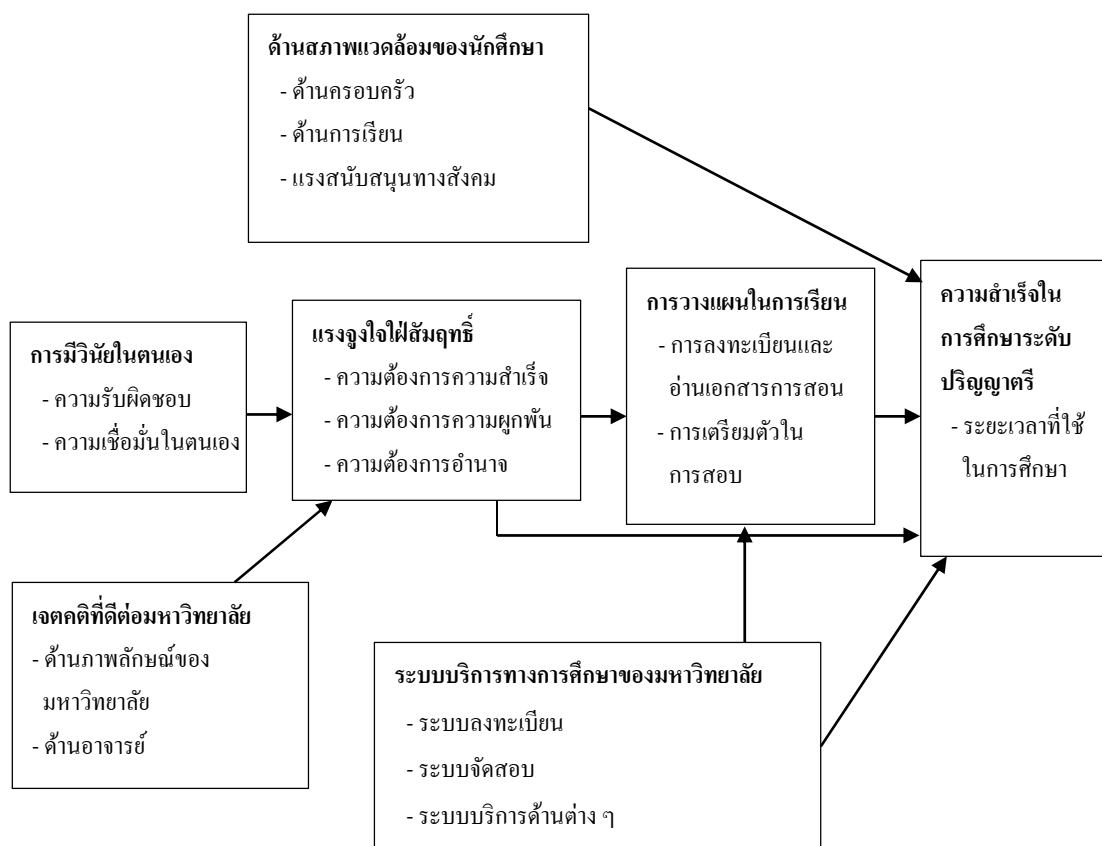 ด้านสภาพแวดล้อมของนักศึกษา
- ด้านครอบครัว
- ด้านการเรียน
- แรงสนับสนุนทางสังคม
การมีวินัยในตนเอง
- ความรับผิดชอบ
- ความเชื่อมั่นในตนเอง
แรงจูงใจใฝ่สัมฤทธิ์
- ความต้องการความสำเร็จ
- ความต้องการความผูกพัน
- ความต้องการอำนาจ
การวางแผนในการเรียน
- การลงทะเบียนและ
อ่านเอกสารการสอน
- การเตรียมตัวใน
การสอบ
ความสำเร็จใน
การศึกษาระดับ
ปริญญาตรี
- ระยะเวลาที่ใช้
ในการศึกษา
เจตคติที่ดีต่อมหาวิทยาลัย
- ด้านภาพลักษณ์ของ
มหาวิทยาลัย
- ด้านอาจารย์
ระบบบริการทางการศึกษาของมหาวิทยาลัย
- ระบบลงทะเบียน
- ระบบจัดสอบ
- ระบบบริการด้านต่าง ๆ